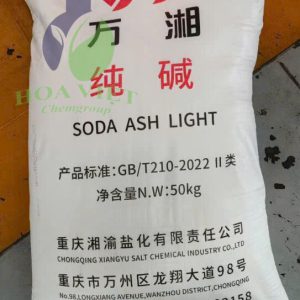 万湘
HOA VIỆT
Chemgroup
纯碱
SODA ASH LIGHT
产品标准:GB/T210-2022 II类
净含量N.W:50kg
重庆湘渝盐化有限责任公司
CHONGQING XIANGYU SALT CHEMICAL INDUSTRY CO.,LTD
重庆市万州区龙翔大道98号
No.98,LONGXIANG AVENUE,WANZHOU DISTRICT,CHONGQING,